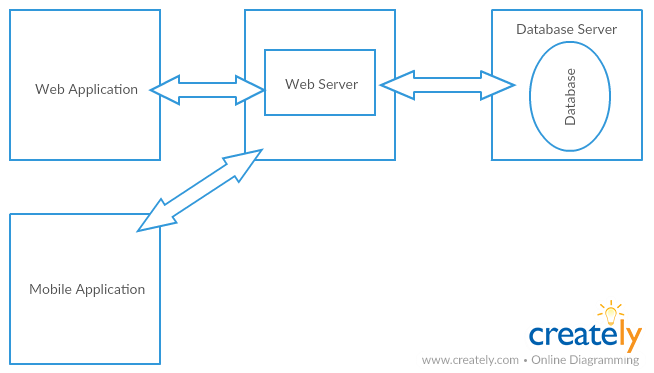 Web Application
Web Server
Database Server
Database
Mobile Application
creately
www.creately.com • Online Diagramming